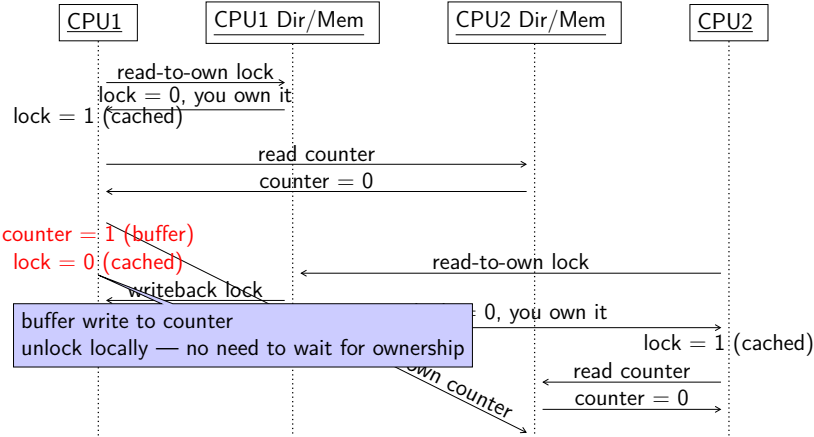 CPU1
CPU1 Dir/Mem
CPU2 Dir/Mem
CPU2
read-to-own lock
lock = 0, you own it
lock = 1 (cached)
read counter
counter = 0
counter = 1 (buffer)
lock = 0 (cached)
read-to-own lock
writeback lock
= 0, you own it
buffer write to counter
unlock locally — no need to wait for ownership
lock = 1 (cached)
read counter
own counter
counter = 0